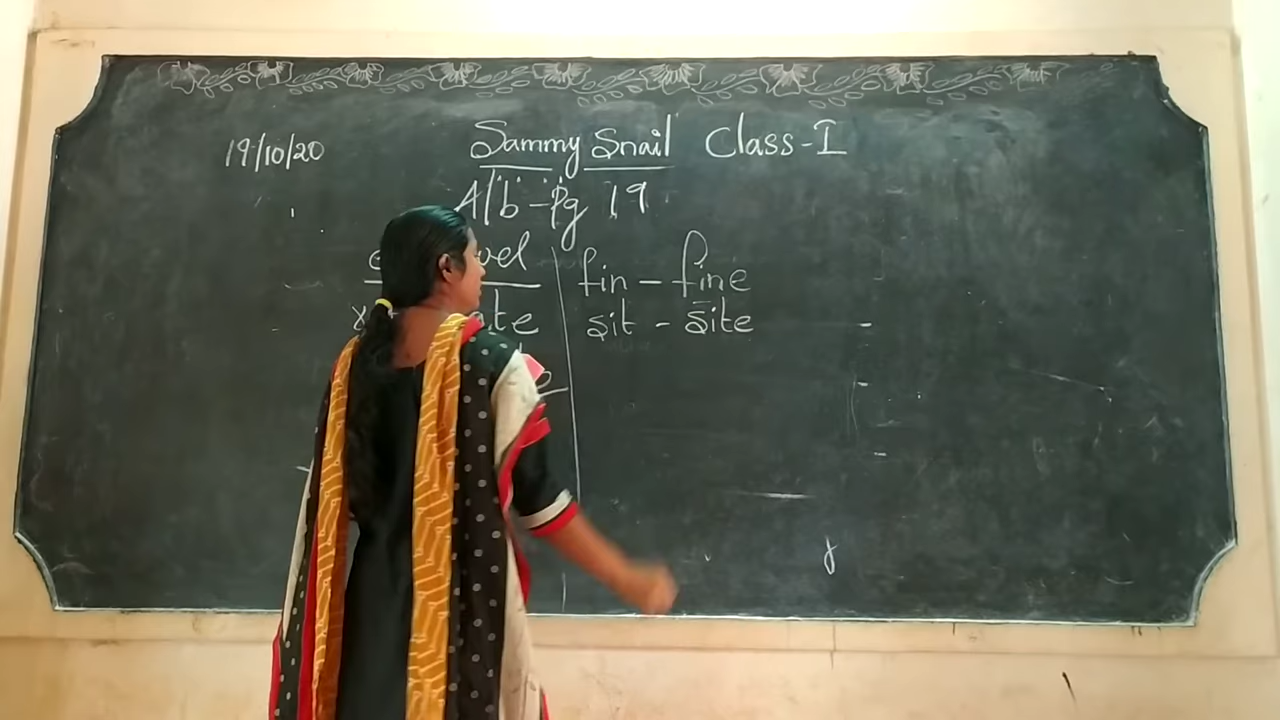 19/10/20
Sammy Snail Class-I
A/b - Pg 19
fin - fine
sit - site